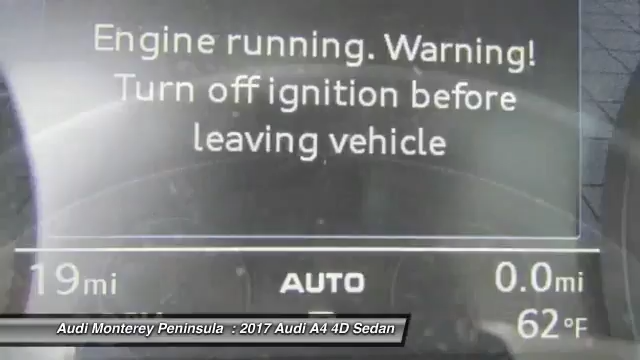 Engine running. Warning!
Turn off ignition before
leaving vehicle
19mi AUTO 0.0mi
62°F
Audi Monterey Peninsula : 2017 Audi A4 4D Sedan